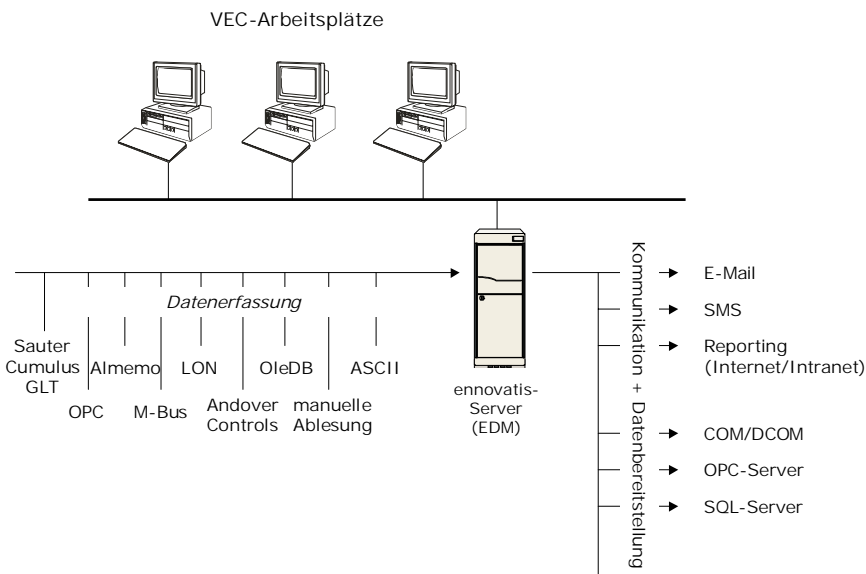 VEC-Arbeitsplätze
Datenerfassung
Sauter
Cumulus
GLT
OPC
Almemo
M-Bus
LON
Andover
Controls
OleDB
manuelle
Ablesung
ASCII
ennovatis-
Server
(EDM)
Kommunikation + Datenbereitstellung
E-Mail
SMS
Reporting
(Internet/Intranet)
COM/DCOM
OPC-Server
SQL-Server